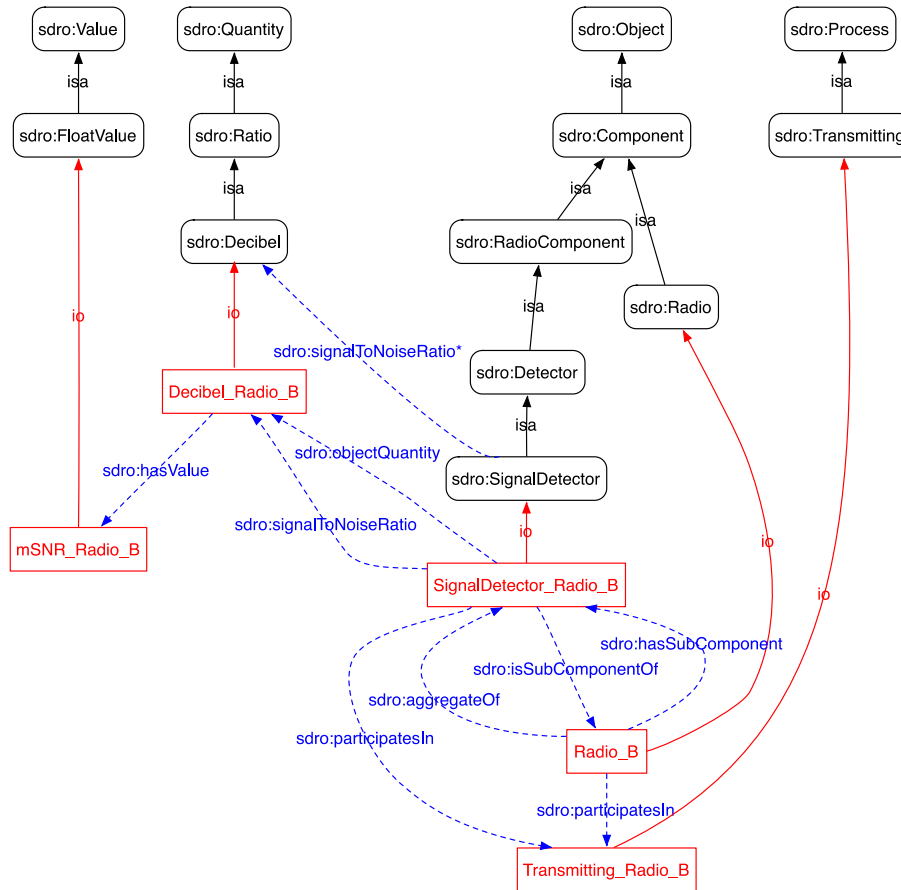 sdro:Value
sdro:Quantity
sdro:Object
sdro:Process
isa
isa
isa
isa
sdro:FloatValue
sdro:Ratio
sdro:Component
sdro:Transmitting
isa
isa
isa
sdro:Decibel
sdro:RadioComponent
sdro:Radio
io
io
isa
sdro:signalToNoiseRatio*
sdro:Detector
Decibel_Radio_B
isa
sdro:objectQuantity
sdro:hasValue
sdro:SignalDetector
sdro:signalToNoiseRatio
io
mSNR_Radio_B
io
SignalDetector_Radio_B
io
sdro:hasSubComponent
sdro:isSubComponentOf
sdro:aggregateOf
sdro:participatesIn
Radio_B
sdro:participatesIn
Transmitting_Radio_B